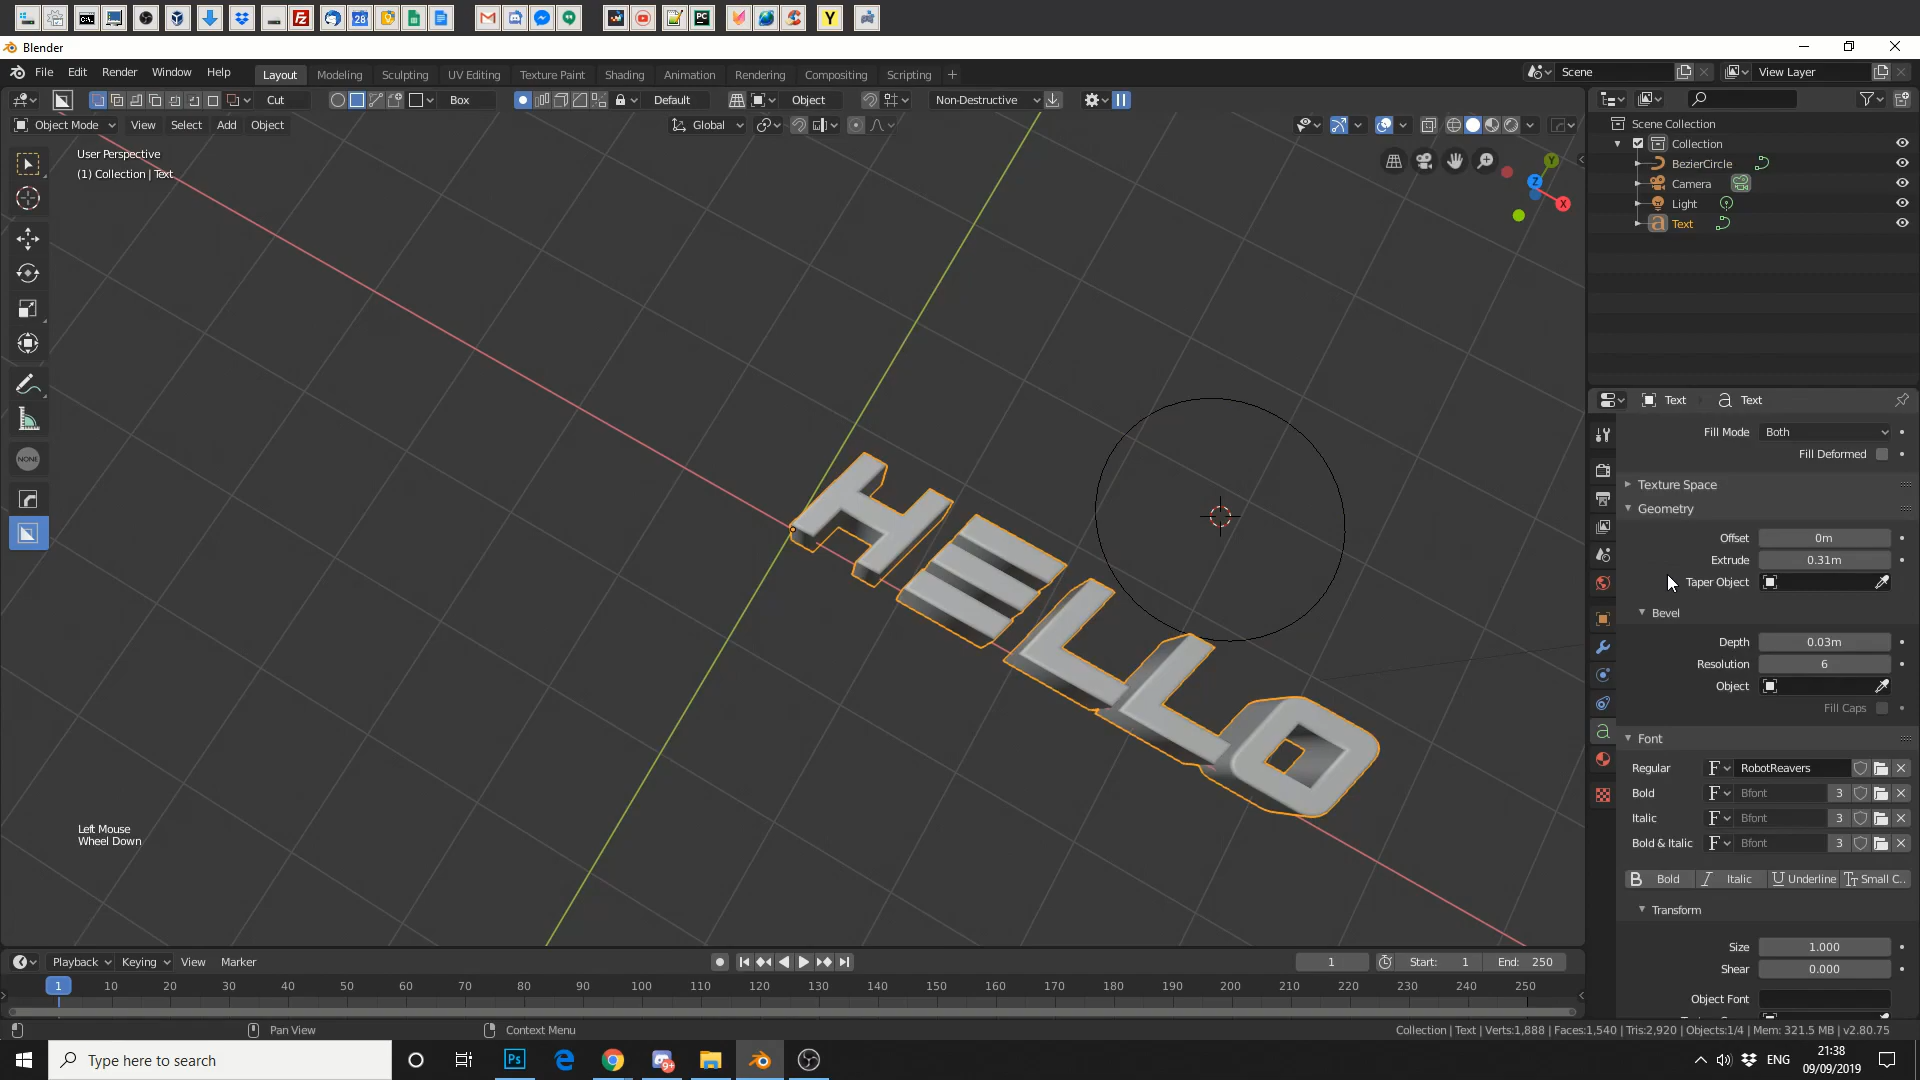 Blender
File Edit Render Window Help
Layout Modeling Sculpting UV Editing Texture Paint Shading Animation Rendering Compositing Scripting +
Scene
View Layer
Cut Box Default Object Non-Destructive
Object Mode View Select Add Object
Global
User Perspective
(1) Collection | Text
NONE
Y
Z
X
HELLO
Left Mouse
Wheel Down
Scene Collection
Collection
BezierCircle
Camera
Light
Text
Text Text
Fill Mode Both
Fill Deformed
Texture Space
Geometry
Offset 0m
Extrude 0.31m
Taper Object
Bevel
Depth 0.03m
Resolution 6
Object
Fill Caps
Font
Regular F RobotReavers
Bold F Bfont 3
Italic F Bfont 3
Bold & Italic F Bfont 3
B Bold I Italic U Underline Tт Small C..
Transform
Size 1.000
Shear 0.000
Object Font
Playback Keying View Marker
1 Start: 1 End: 250
1 10 20 30 40 50 60 70 80 90 100 110 120 130 140 150 160 170 180 190 200 210 220 230 240 250
Pan View Context Menu
Collection | Text | Verts:1,888 | Faces:1,540 | Tris:2,920 | Objects:1/4 | Mem: 321.5 MB | v2.80.75
Type here to search
Ps
9+
ENG
21:38
09/09/2019